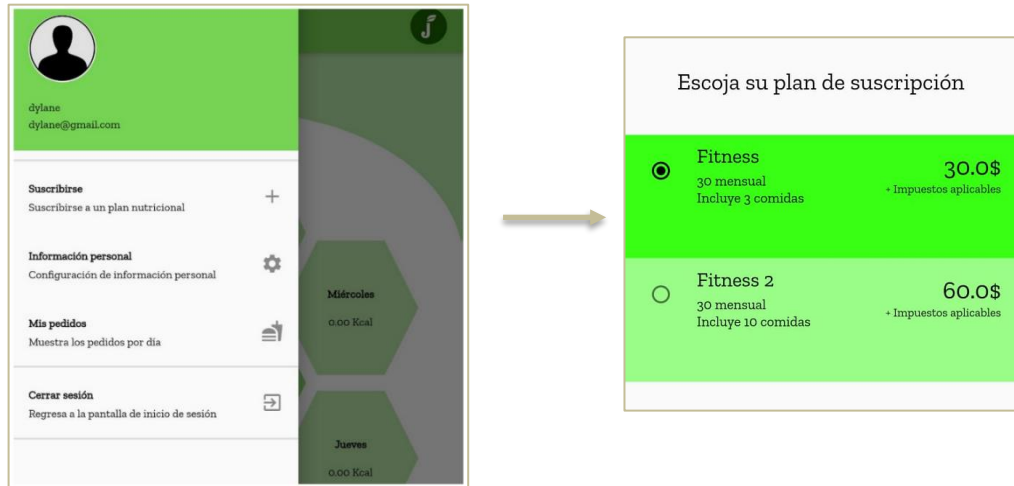 dylane
dylane@gmail.com
Suscribirse
Suscribirse a un plan nutricional
Información personal
Configuración de información personal
Mis pedidos
Muestra los pedidos por día
Cerrar sesión
Regresa a la pantalla de inicio de sesión
Miércoles
0.00 Kcal
Jueves
0.00 Kcal
Escoja su plan de suscripción
Fitness
30 mensual
Incluye 3 comidas
30.0$
+ Impuestos aplicables
Fitness 2
30 mensual
Incluye 10 comidas
60.0$
+ Impuestos aplicables